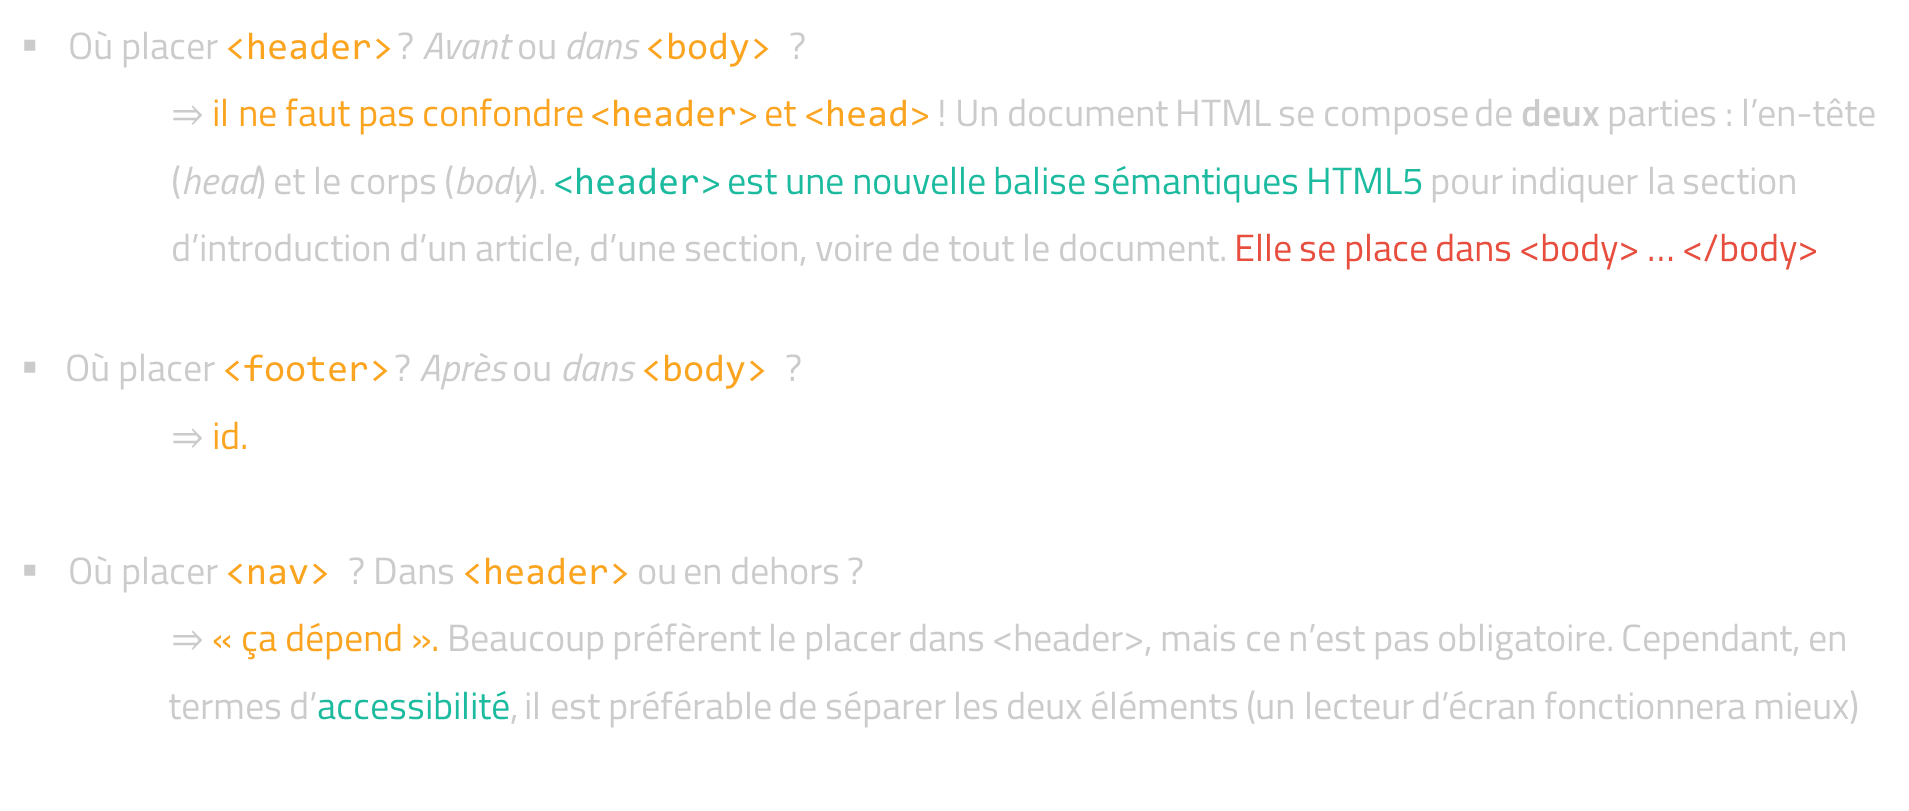 ▪ Où placer <header> ? Avant ou dans <body> ?
⇒ il ne faut pas confondre <header> et <head> ! Un document HTML se compose de deux parties : l’en-tête
(head) et le corps (body). <header> est une nouvelle balise sémantiques HTML5 pour indiquer la section
d’introduction d’un article, d’une section, voire de tout le document. Elle se place dans <body> … </body>
▪ Où placer <footer> ? Après ou dans <body> ?
⇒ id.
▪ Où placer <nav> ? Dans <header> ou en dehors ?
⇒ « ça dépend ». Beaucoup préfèrent le placer dans <header>, mais ce n’est pas obligatoire. Cependant, en
termes d’accessibilité, il est préférable de séparer les deux éléments (un lecteur d’écran fonctionnera mieux)